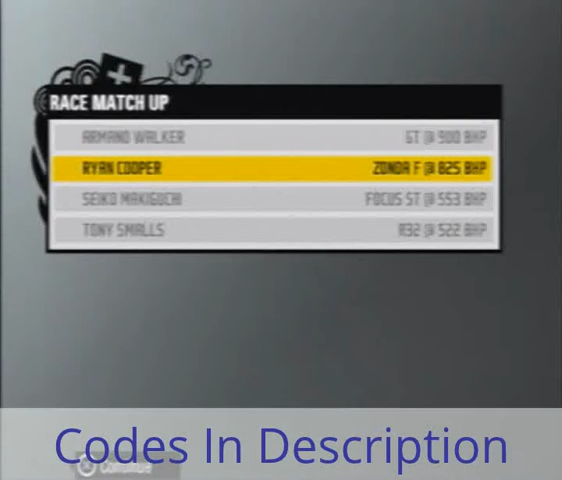 RACE MATCH UP
ARMAND WALKER GT @ 900 BHP
RYAN COOPER ZONDA F @ 825 BHP
SEIKO MAKIGUCHI FOCUS ST @ 553 BHP
TONY SMALLS R32 @ 522 BHP
Codes In Description
Continue